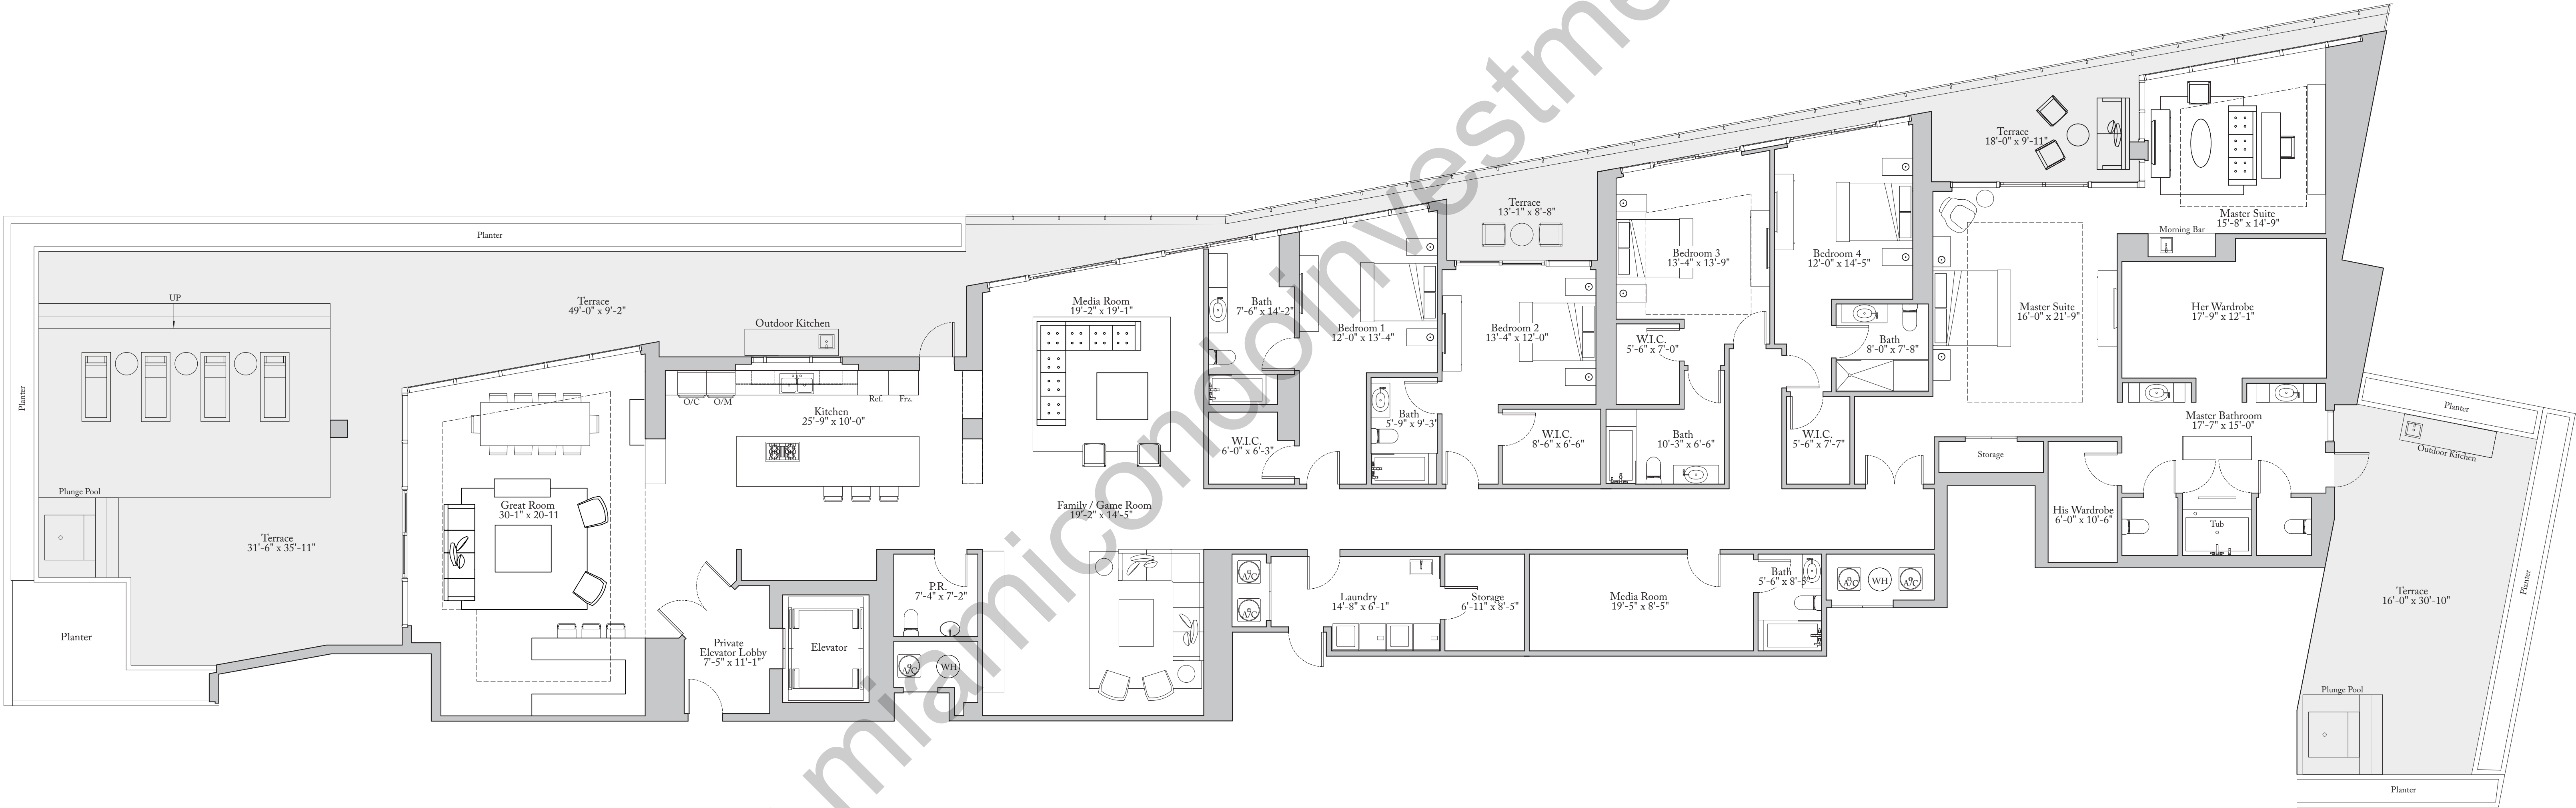 miamicondoinvestme
Planter
Planter
UP
Terrace
49'-0" x 9'-2"
Outdoor Kitchen
O/C
O/M
Ref.
Frz.
Kitchen
25'-9" x 10'-0"
Plunge Pool
Terrace
31'-6" x 35'-11"
Planter
Great Room
30-1" x 20-11
Private
Elevator Lobby
7'-5" x 11'-1"
Elevator
P.R.
7'-4" x 7'-2"
A/C
WH
Media Room
19'-2" x 19'-1"
Family / Game Room
19'-2" x 14'-5"
Bath
7'-6" x 14'-2"
W.I.C.
6'-0" x 6'-3"
Bedroom 1
12'-0" x 13'-4"
Bath
5'-9" x 9'-3"
Terrace
13'-1" x 8'-8"
Bedroom 2
13'-4" x 12'-0"
W.I.C.
8'-6" x 6'-6"
Bedroom 3
13'-4" x 13'-9"
W.I.C.
5'-6" x 7'-0"
Bath
10'-3" x 6'-6"
Bedroom 4
12'-0" x 14'-5"
Bath
8'-0" x 7'-8"
W.I.C.
5'-6" x 7'-7"
A/C
A/C
Laundry
14'-8" x 6'-1"
Storage
6'-11" x 8'-5"
Media Room
19'-5" x 8'-5"
Bath
5'-6" x 8'-5"
A/C
WH
A/C
Terrace
18'-0" x 9'-11"
Master Suite
15'-8" x 14'-9"
Morning Bar
Master Suite
16'-0" x 21'-9"
Her Wardrobe
17'-9" x 12'-1"
Master Bathroom
17'-7" x 15'-0"
Storage
His Wardrobe
6'-0" x 10'-6"
Tub
Planter
Outdoor Kitchen
Planter
Terrace
16'-0" x 30'-10"
Plunge Pool
Planter